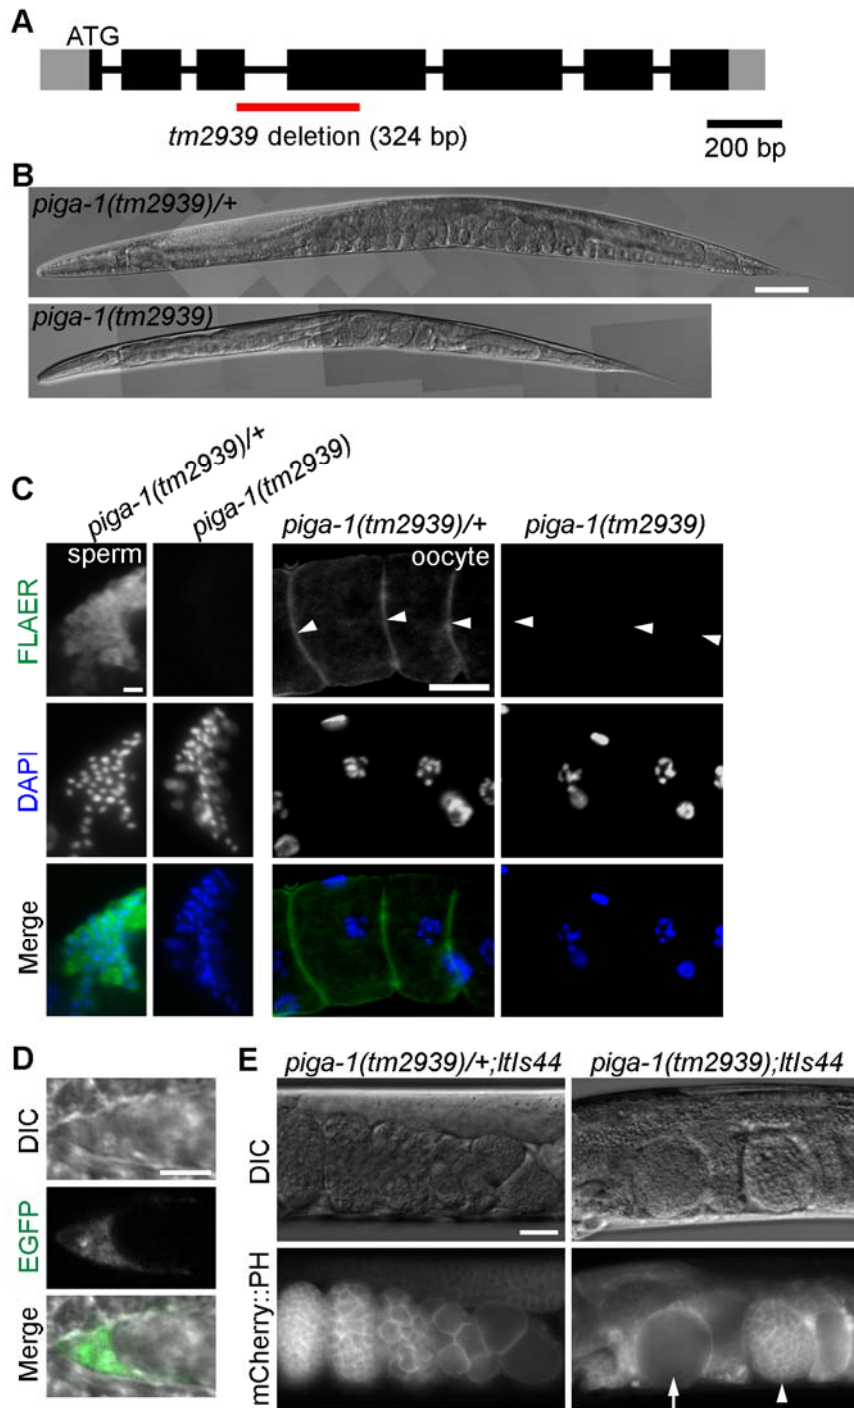 A
ATG
tm2939 deletion (324 bp)
200 bp
B
piga-1(tm2939)/+
piga-1(tm2939)
C
piga-1(tm2939)/+
piga-1(tm2939)
piga-1(tm2939)/+
piga-1(tm2939)
sperm
oocyte
FLAER
DAPI
Merge
D
DIC
EGFP
Merge
E
piga-1(tm2939)/+;ltIs44
piga-1(tm2939);ltIs44
DIC
mCherry::PH